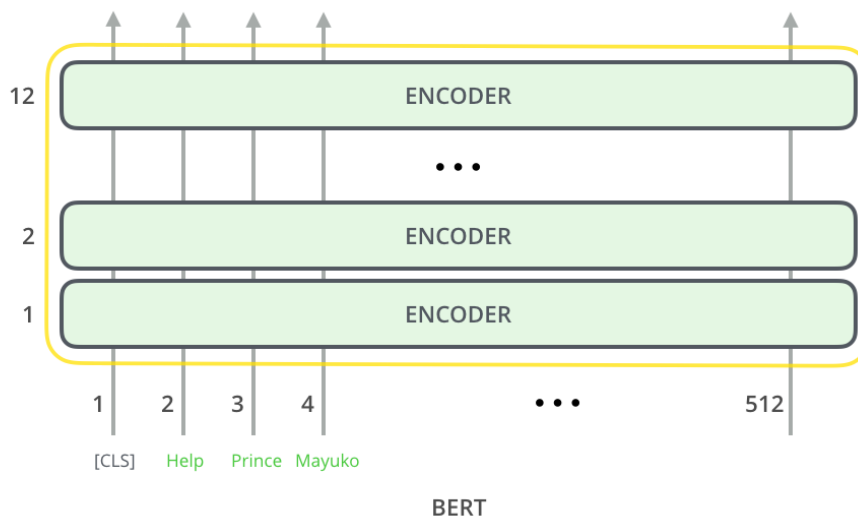 12 ENCODER
...
2 ENCODER
1 ENCODER
1 2 3 4 ... 512
[CLS] Help Prince Mayuko
BERT